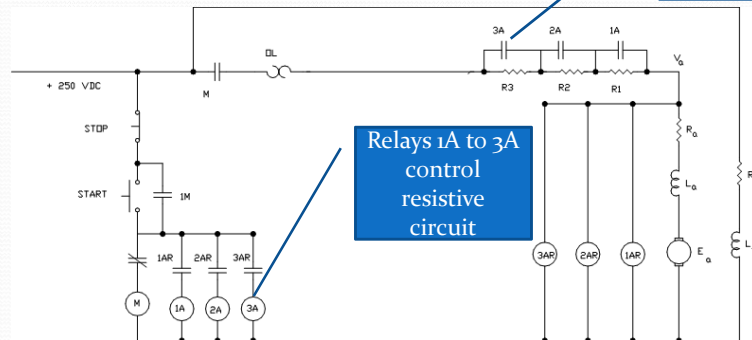 3A
2A
1A
OL
Va
+ 250 VDC
M
R3
R2
R1
STOP
Ra
Relays 1A to 3A
control
resistive
circuit
R
START
1M
La
L
1AR
2AR
3AR
3AR
2AR
1AR
Ea
M
1A
2A
3A